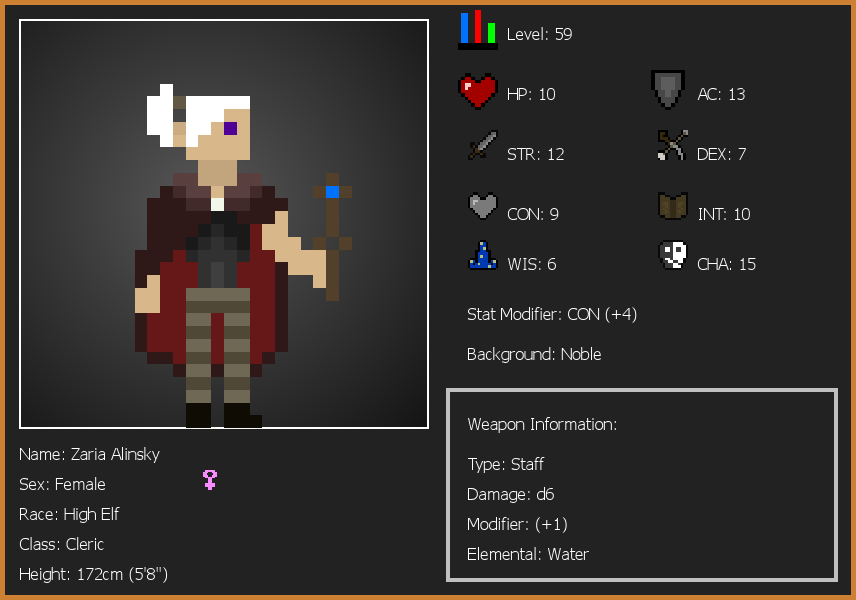 Level: 59
HP: 10
AC: 13
STR: 12
DEX: 7
CON: 9
INT: 10
WIS: 6
CHA: 15
Stat Modifier: CON (+4)
Background: Noble
Weapon Information:
Type: Staff
Damage: d6
Modifier: (+1)
Elemental: Water
Name: Zaria Alinsky
Sex: Female
Race: High Elf
Class: Cleric
Height: 172cm (5'8")